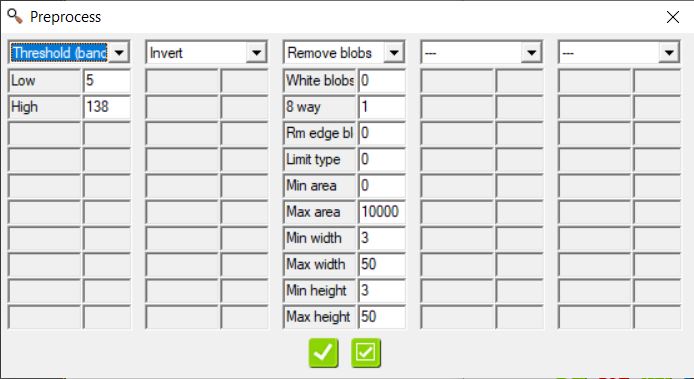 Preprocess
Threshold (banc Invert Remove blobs --- ---
Low 5 White blobs 0
High 138 8 way 1
Rm edge bl 0
Limit type 0
Min area 0
Max area 10000
Min width 3
Max width 50
Min height 3
Max height 50